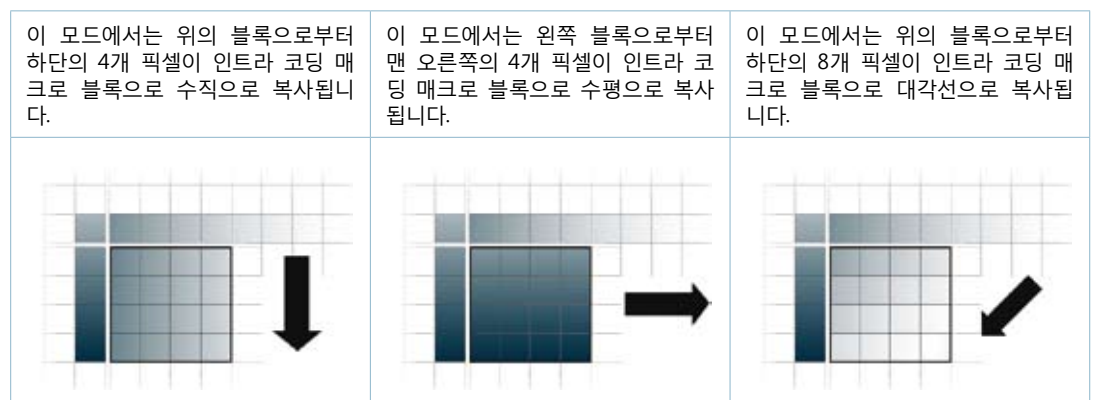 이 모드에서는 위의 블록으로부터
하단의 4개 픽셀이 인트라 코딩 매
크로 블록으로 수직으로 복사됩니
다.
이 모드에서는 왼쪽 블록으로부터
맨 오른쪽의 4개 픽셀이 인트라 코
딩 매크로 블록으로 수평으로 복사
됩니다.
이 모드에서는 위의 블록으로부터
하단의 8개 픽셀이 인트라 코딩 매
크로 블록으로 대각선으로 복사됩
니다.